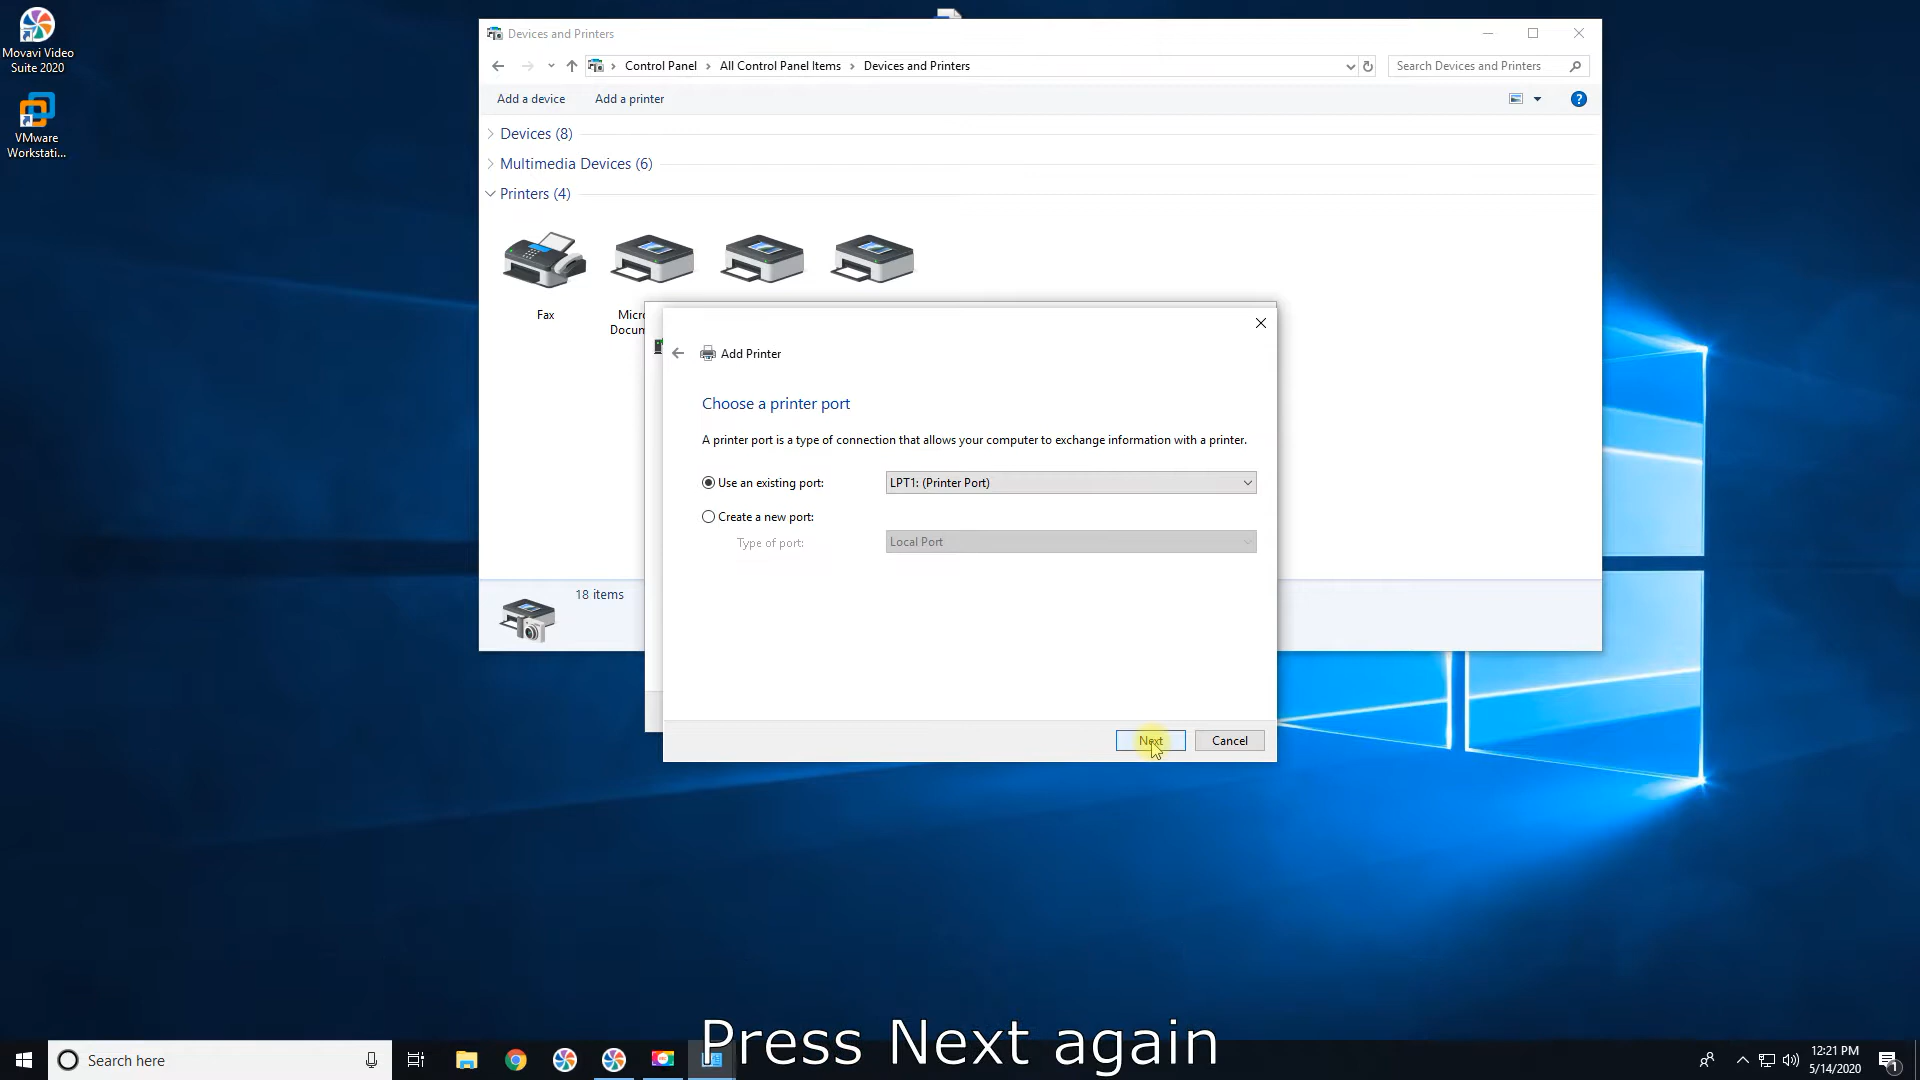 Movavi Video
Suite 2020
VMware
Workstati...
Devices and Printers
Control Panel
All Control Panel Items
Devices and Printers
Search Devices and Printers
Add a device
Add a printer
Devices (8)
Multimedia Devices (6)
Printers (4)
Fax
Micro
Docum
Add Printer
Choose a printer port
A printer port is a type of connection that allows your computer to exchange information with a printer.
Use an existing port:
LPT1: (Printer Port)
Create a new port:
Type of port:
Local Port
18 items
Next
Cancel
Press Next again
Search here
12:21 PM
5/14/2020
1